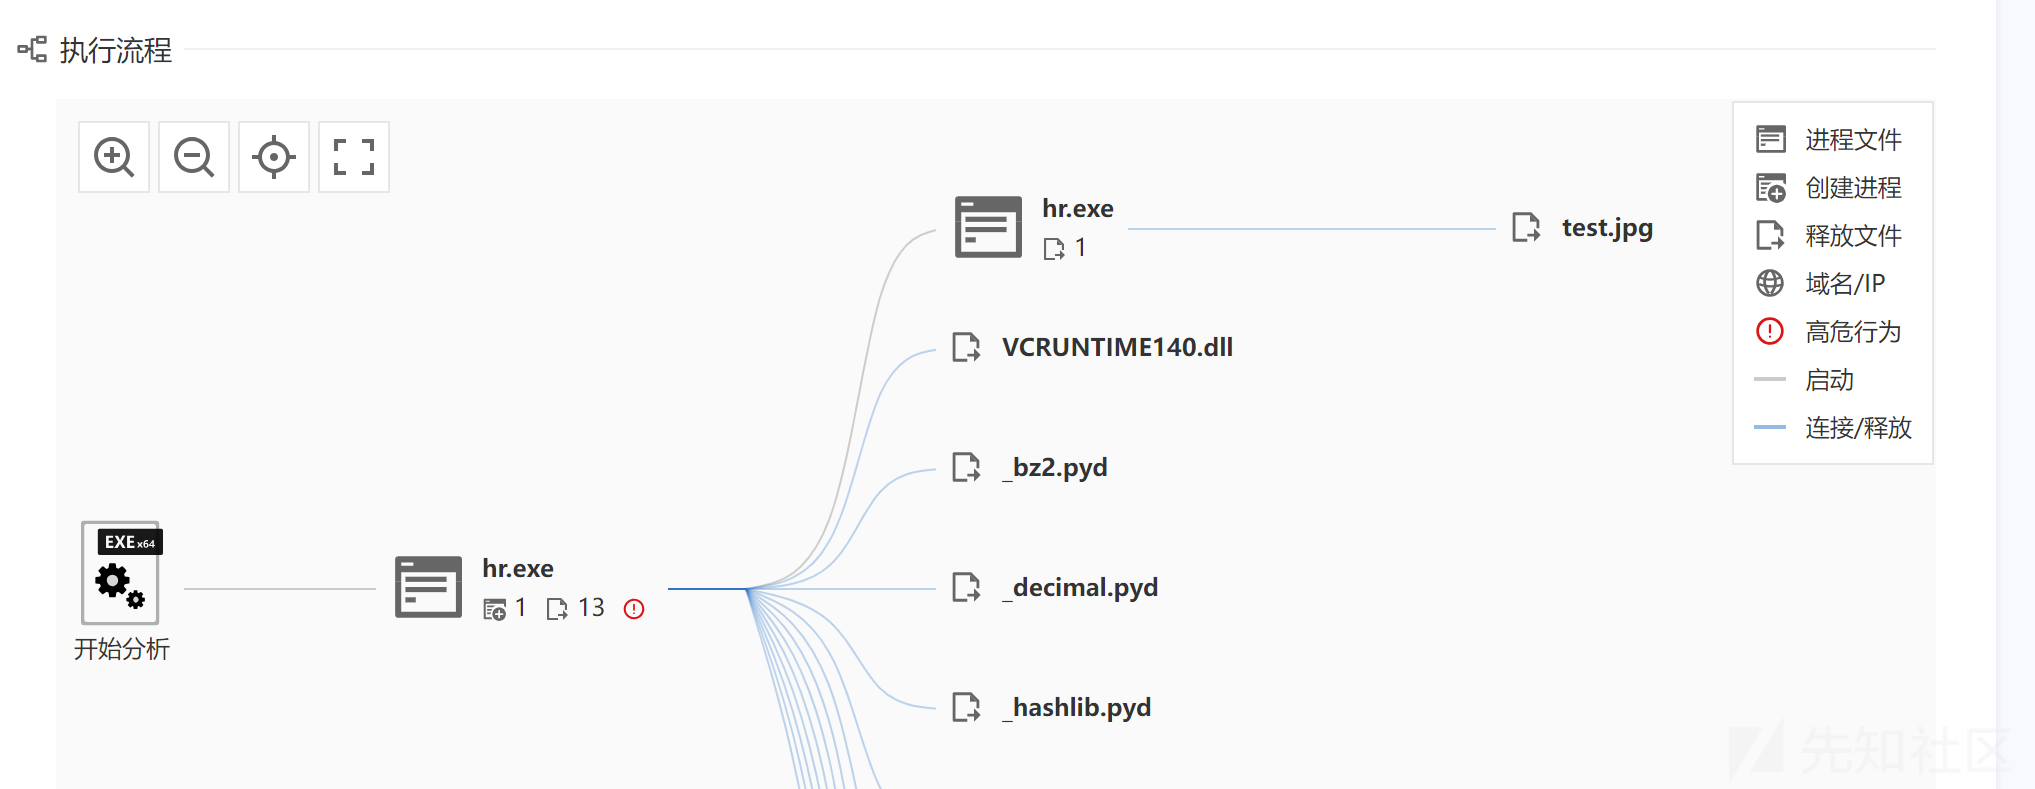 执行流程
进程文件
创建进程
释放文件
域名/IP
高危行为
启动
连接/释放
hr.exe
1
test.jpg
VCRUNTIME140.dll
_bz2.pyd
EXE x64
开始分析
hr.exe
1 13
_decimal.pyd
_hashlib.pyd
先知社区